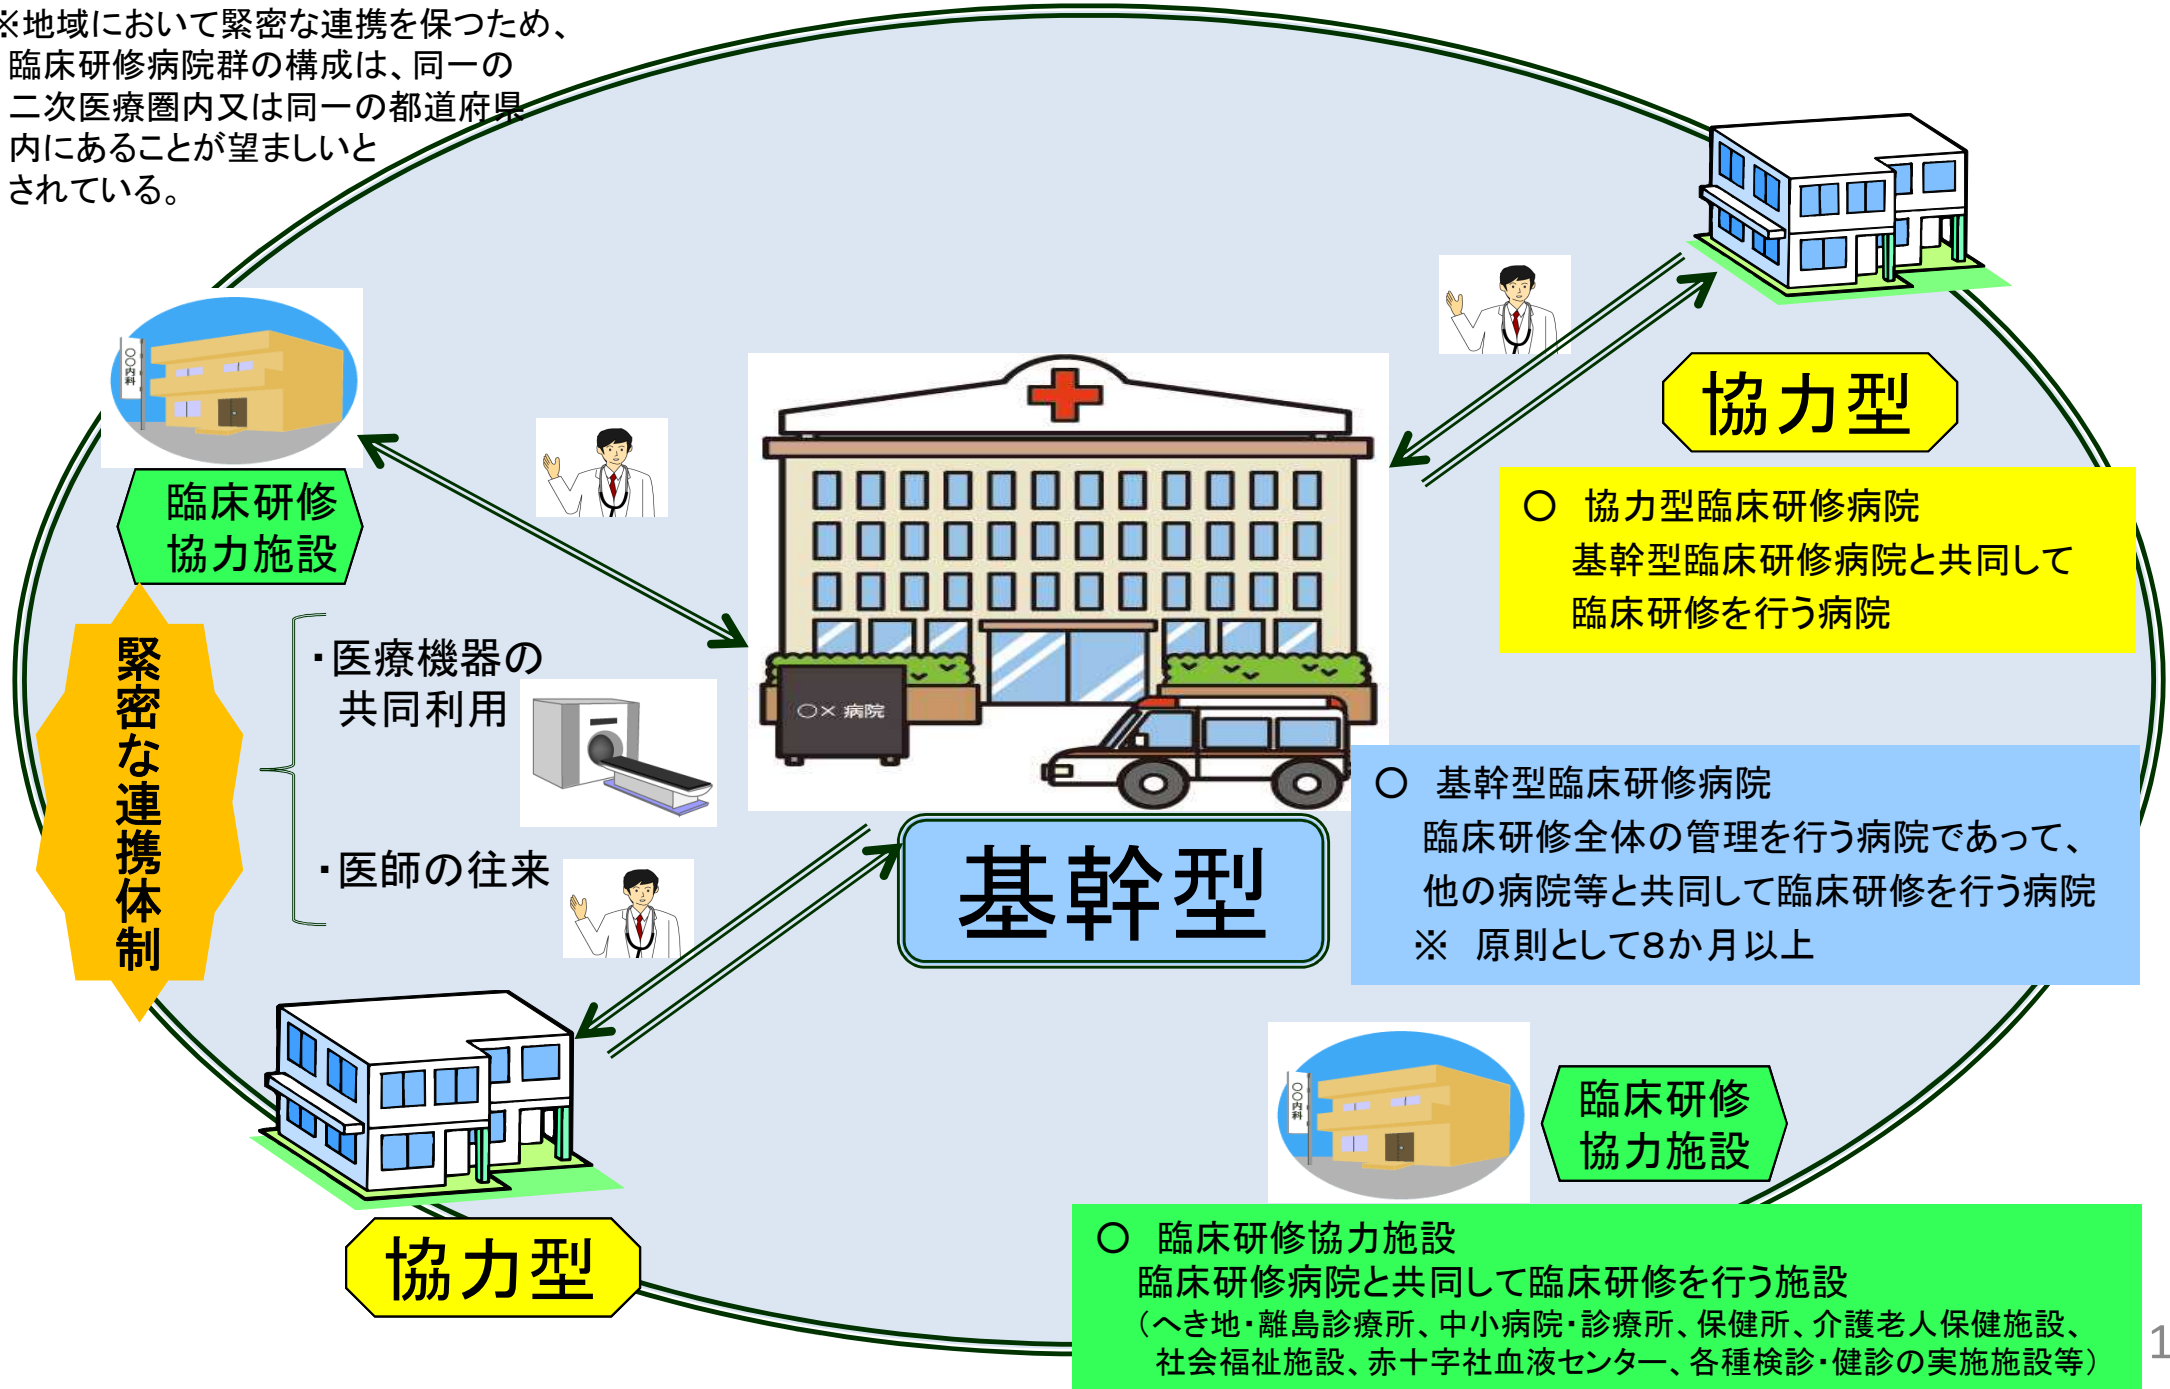 ※地域において緊密な連携を保つため、
臨床研修病院群の構成は、同一の
二次医療圏内又は同一の都道府県
内にあることが望ましいと
されている。
〇〇内科
臨床研修
協力施設
協力型
○ 協力型臨床研修病院
基幹型臨床研修病院と共同して
臨床研修を行う病院
緊密な連携体制
・医療機器の
共同利用
・医師の往来
〇× 病院
基幹型
○ 基幹型臨床研修病院
臨床研修全体の管理を行う病院であって、
他の病院等と共同して臨床研修を行う病院
※ 原則として8か月以上
協力型
〇〇内科
臨床研修
協力施設
○ 臨床研修協力施設
臨床研修病院と共同して臨床研修を行う施設
（へき地・離島診療所、中小病院・診療所、保健所、介護老人保健施設、
社会福祉施設、赤十字社血液センター、各種検診・健診の実施施設等）
1